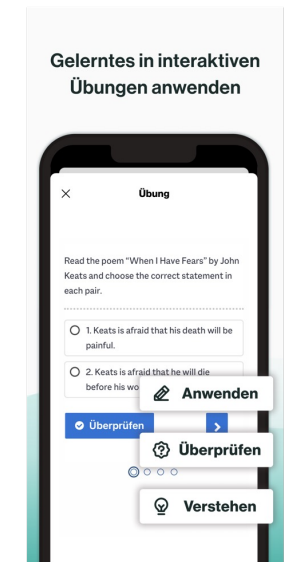 Gelerntes in interaktiven
Übungen anwenden
Übung
Read the poem “When I Have Fears” by John
Keats and choose the correct statement in
each pair.
1. Keats is afraid that his death will be
painful.
2. Keats is afraid that he will die
before his wo
Anwenden
Überprüfen
Überprüfen
Verstehen